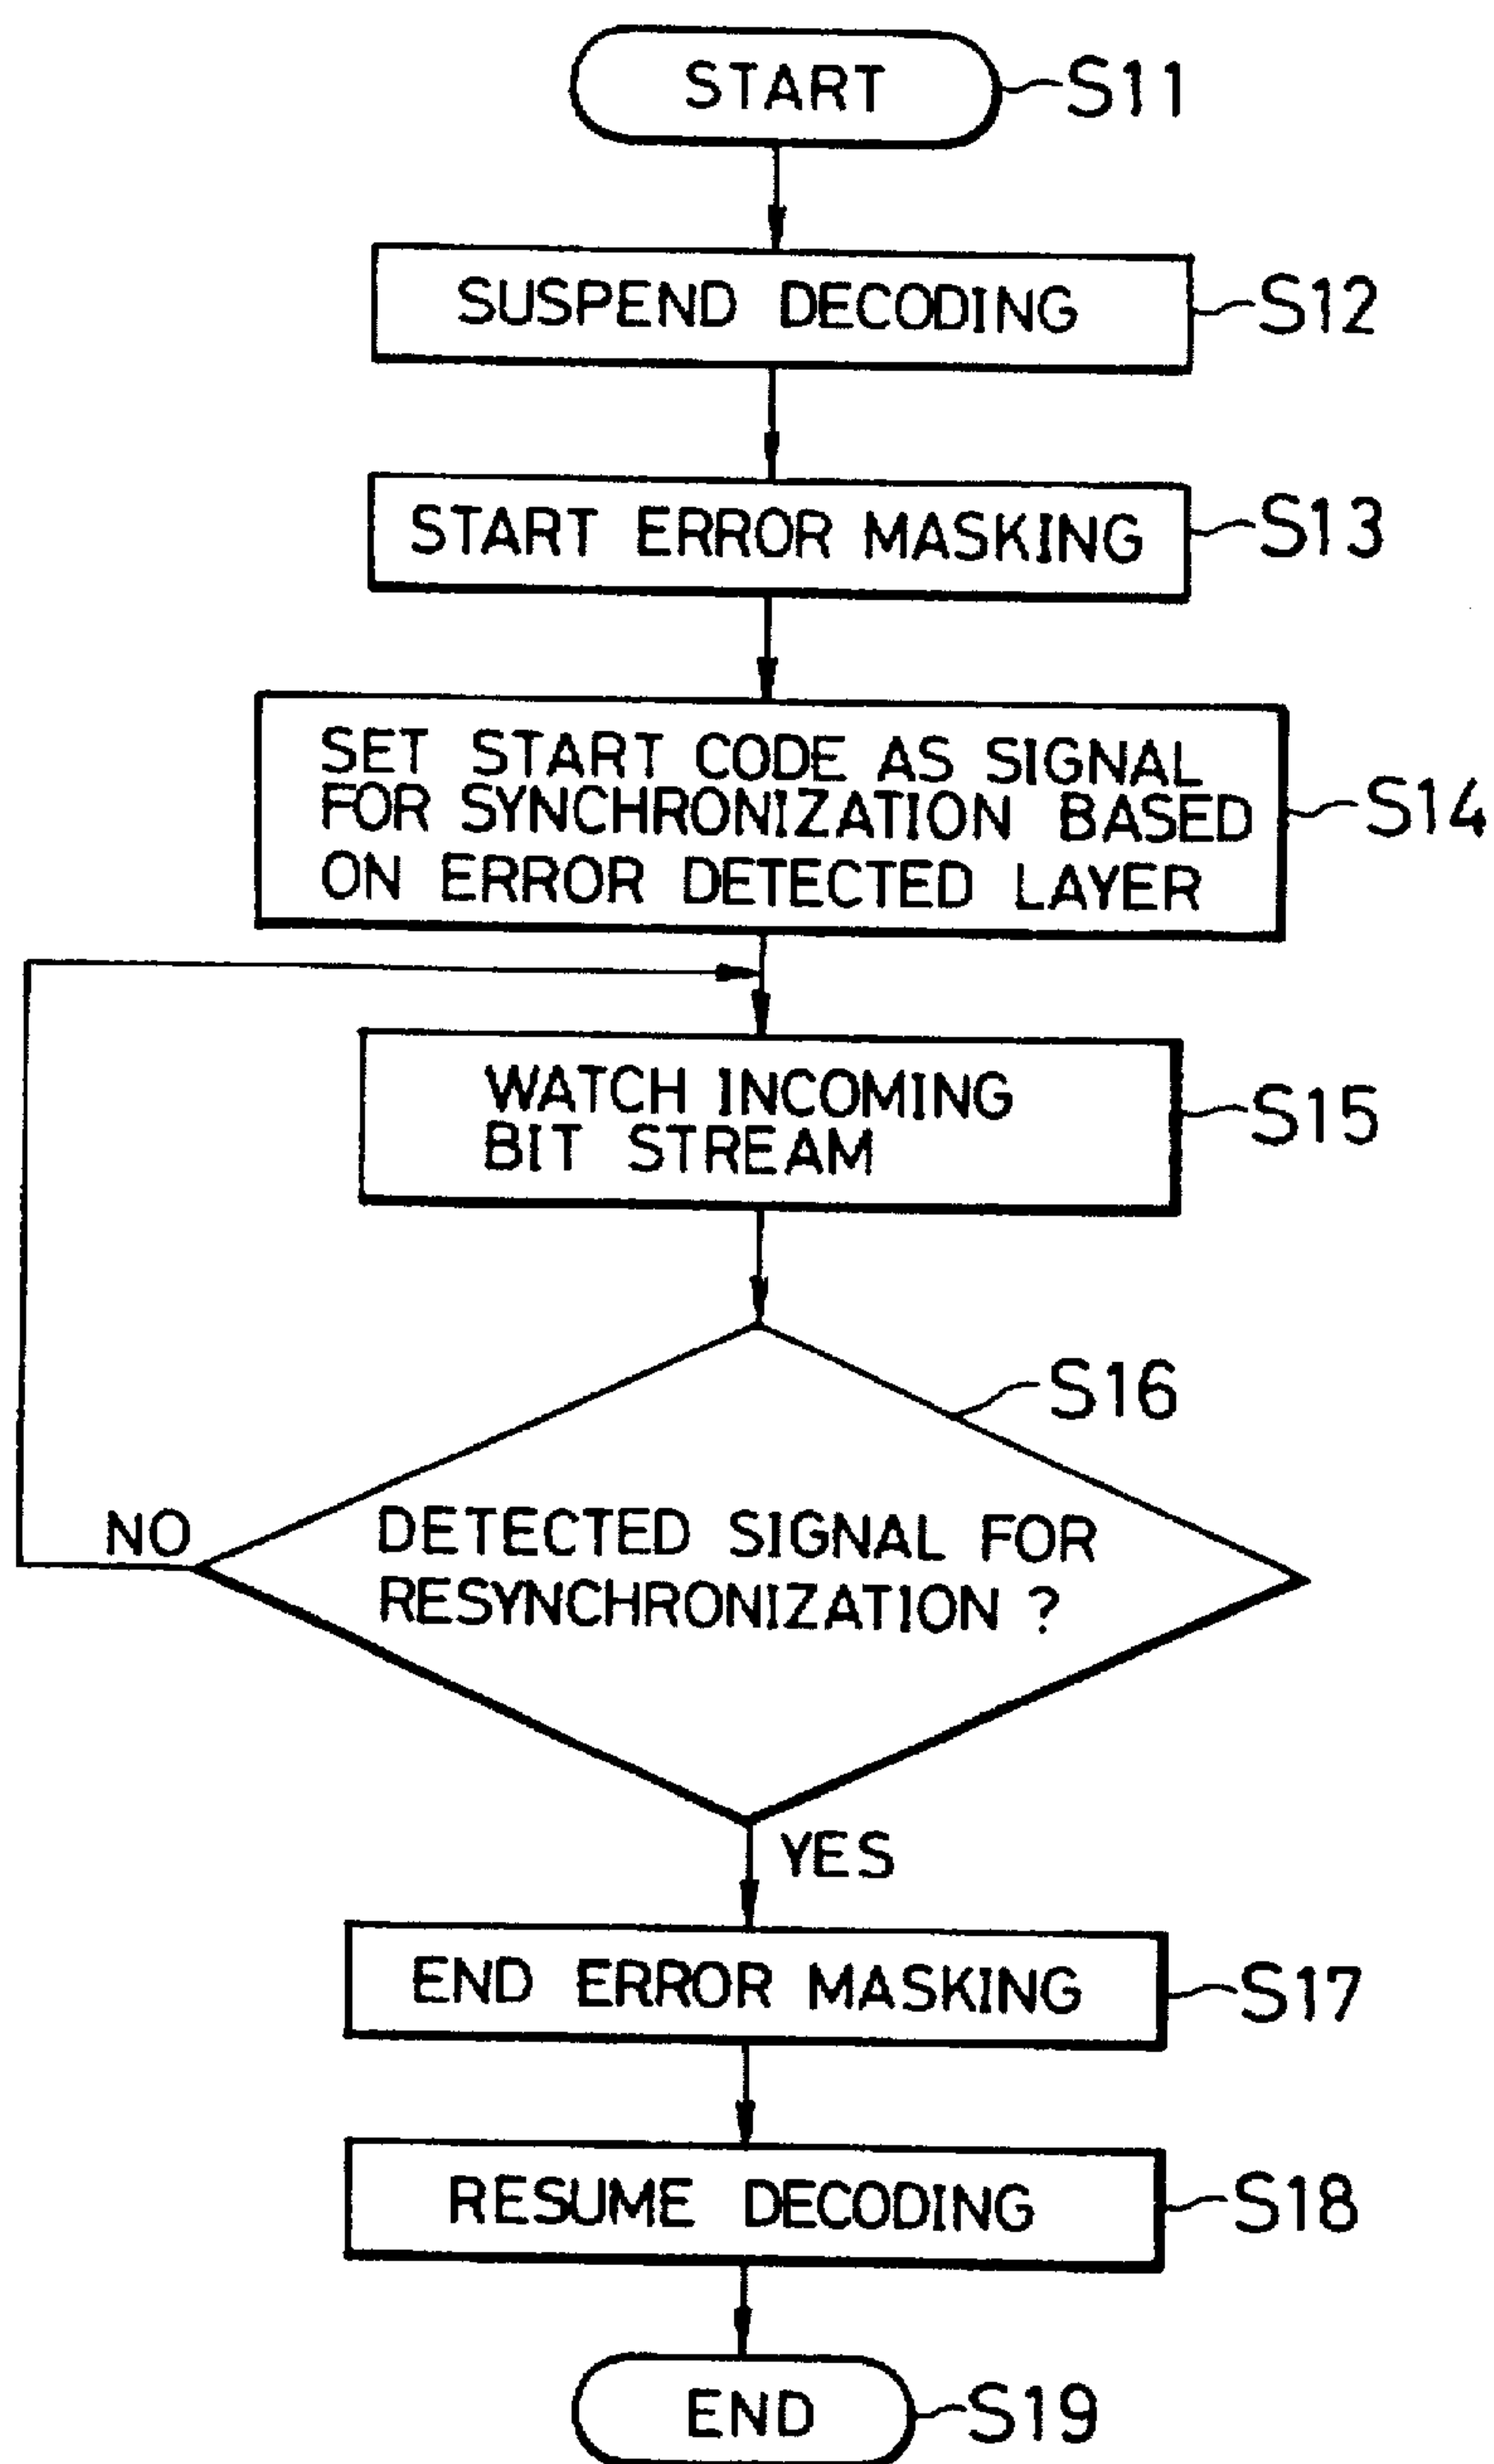 START
S11
SUSPEND DECODING
S12
START ERROR MASKING
S13
SET START CODE AS SIGNAL
FOR SYNCHRONIZATION BASED
ON ERROR DETECTED LAYER
S14
WATCH INCOMING
BIT STREAM
S15
S16
DETECTED SIGNAL FOR
RESYNCHRONIZATION ?
NO
YES
END ERROR MASKING
S17
RESUME DECODING
S18
END
S19